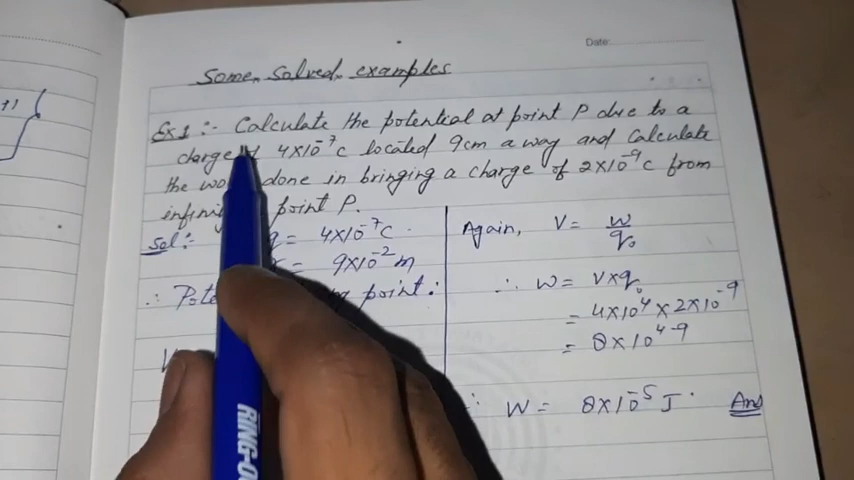 Date:
Some solved examples
Ex1:- Calculate the potential at point P due to a
charge 4×10⁻⁷c located 9cm a way and Calculate
the done in bringing a charge of 2×10⁻⁹c from
point P.
Sol:- q = 4×10⁻⁷C.
= 9×10⁻²m
∴ point:
Again, V = w/q₀
∴ W = V×q₀
= 4×10⁴×2×10⁻⁹
= 8×10⁴⁻⁹
∴ W = 8×10⁻⁵J. Ans
RING-O